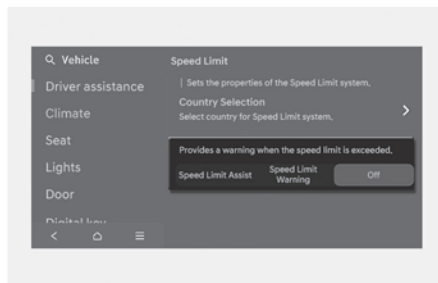 Vehicle
Driver assistance
Climate
Seat
Lights
Door
Digital key
Speed Limit
Sets the properties of the Speed Limit system.
Country Selection
Select country for Speed Limit system.
Provides a warning when the speed limit is exceeded.
Speed Limit Assist
Speed Limit
Warning
Off